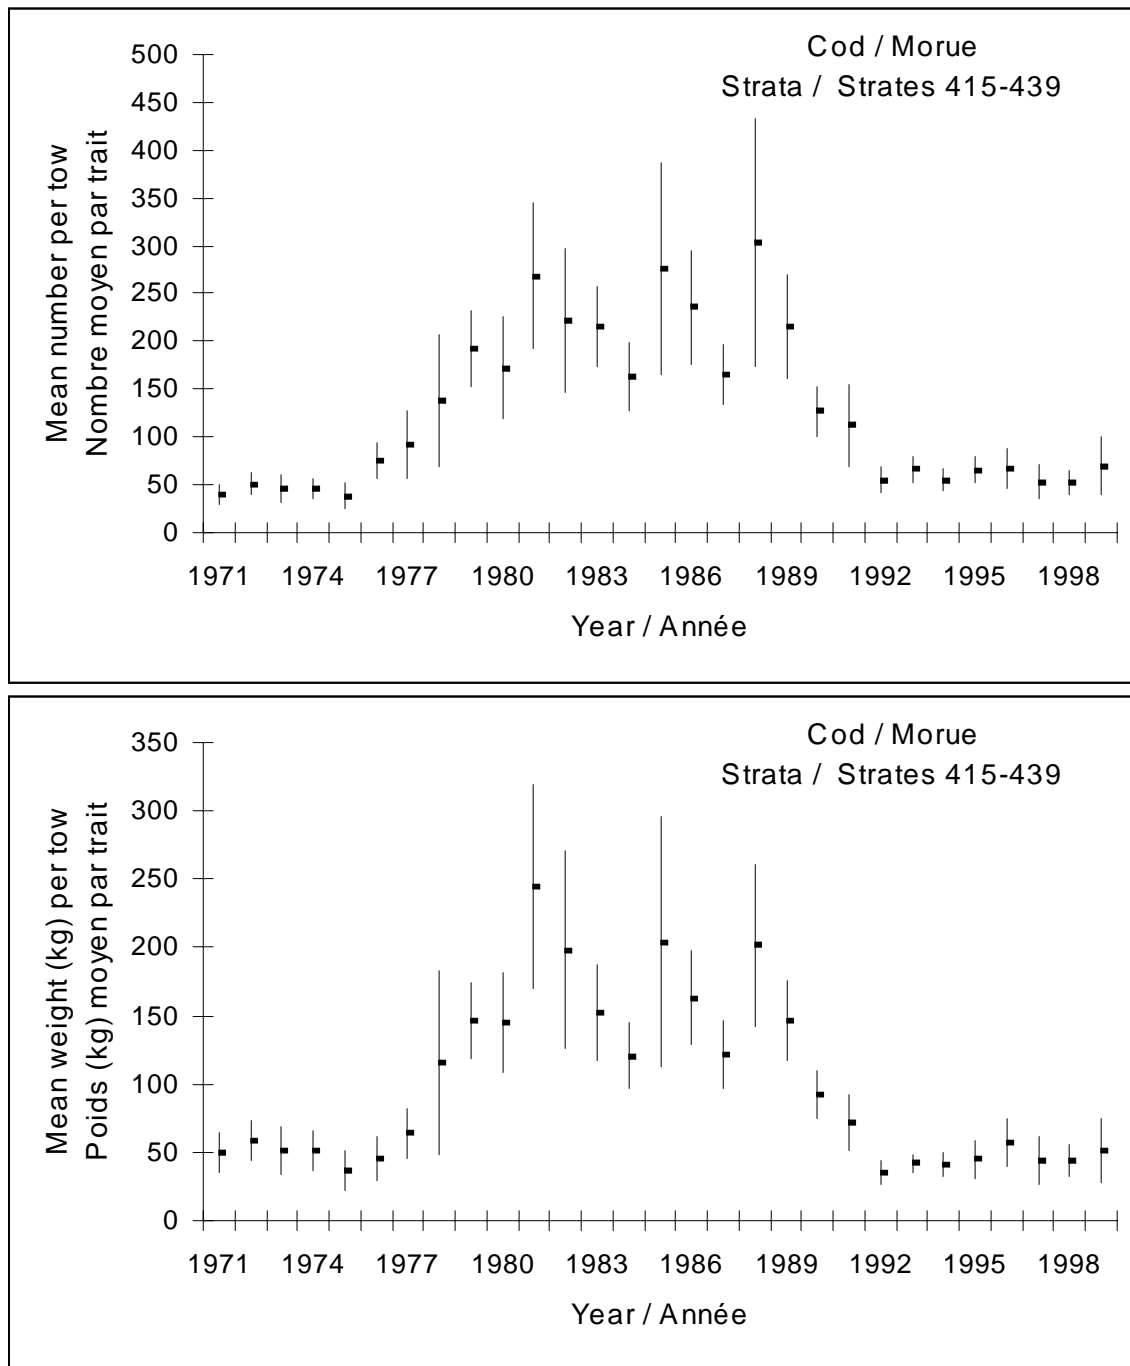 Cod / Morue
Strata / Strates 415-439
Mean number per tow
Nombre moyen par trait
500
450
400
350
300
250
200
150
100
50
0
1971 1974 1977 1980 1983 1986 1989 1992 1995 1998
Year / Année
Cod / Morue
Strata / Strates 415-439
Mean weight (kg) per tow
Poids (kg) moyen par trait
350
300
250
200
150
100
50
0
1971 1974 1977 1980 1983 1986 1989 1992 1995 1998
Year / Année